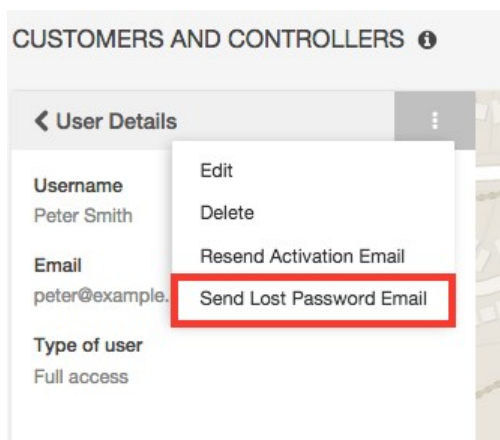 CUSTOMERS AND CONTROLLERS
User Details
Username
Peter Smith
Email
peter@example.
Type of user
Full access
Edit
Delete
Resend Activation Email
Send Lost Password Email